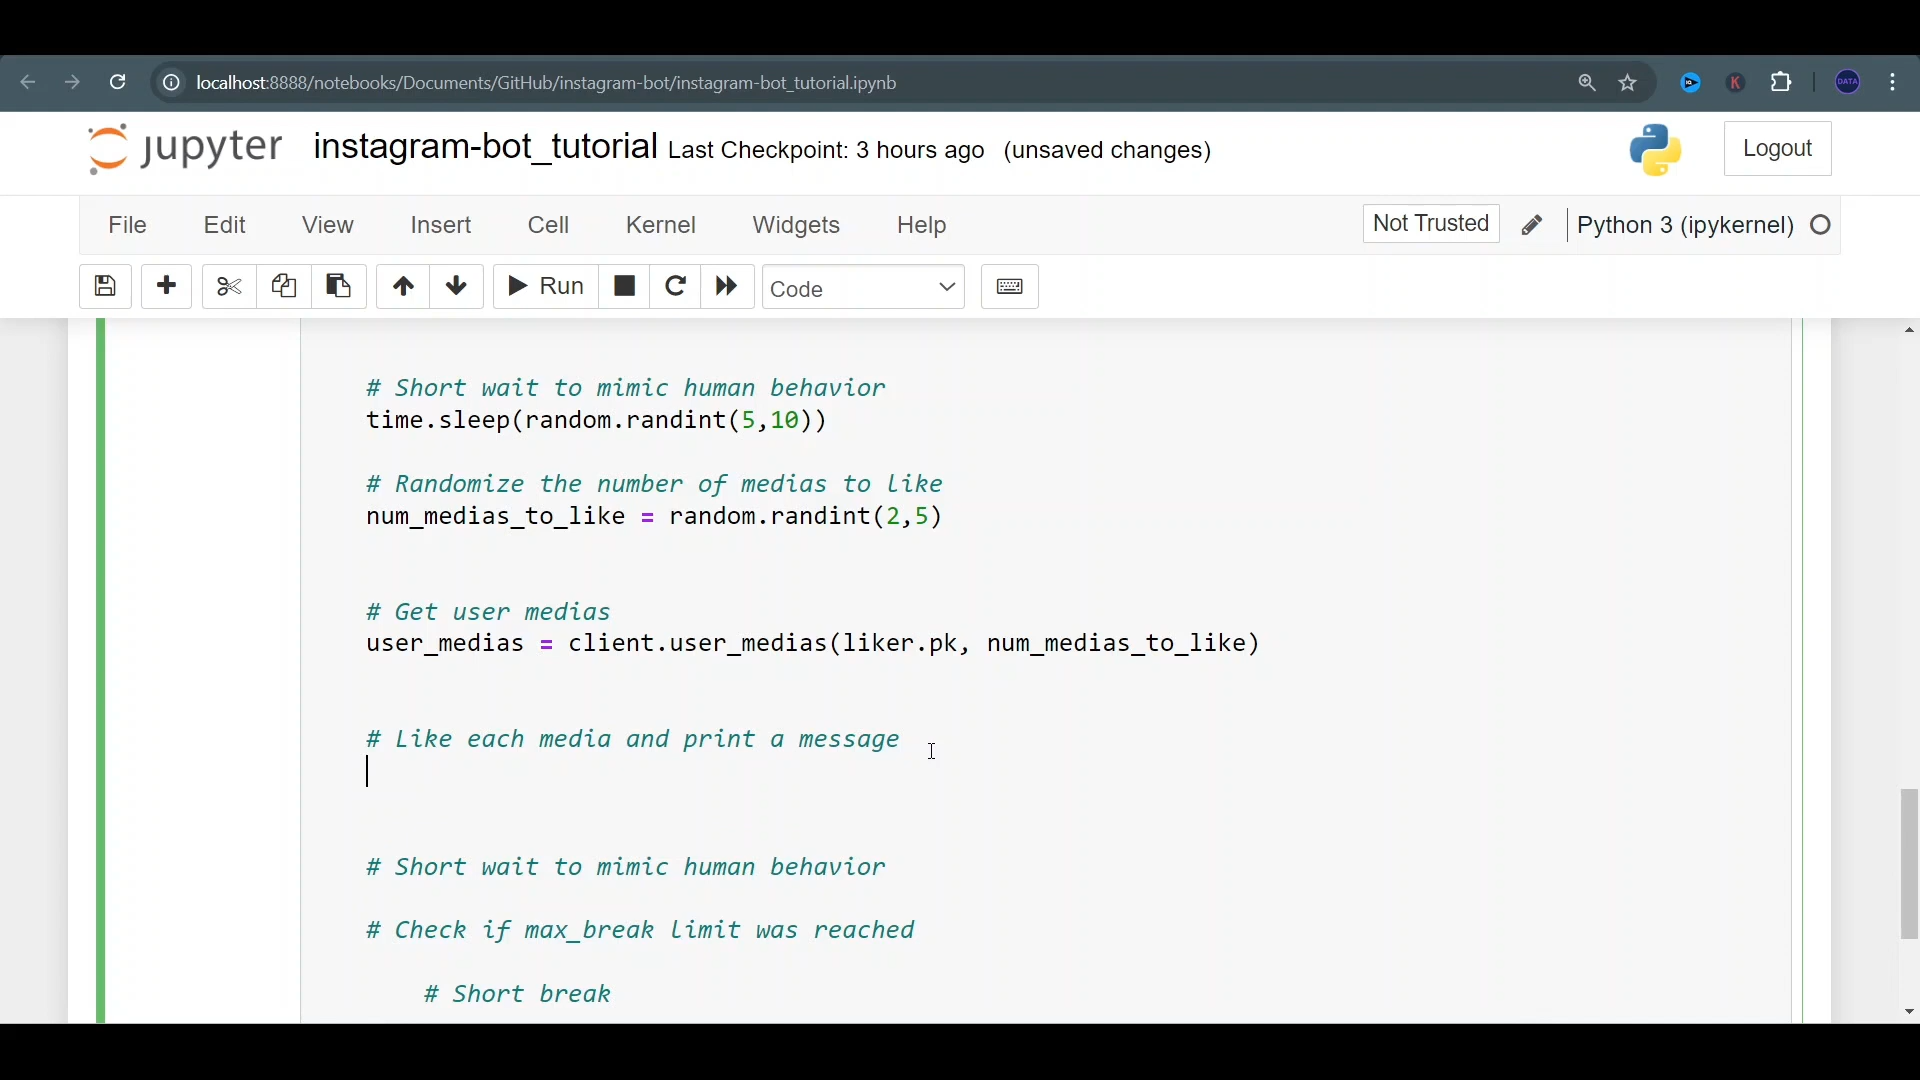 localhost:8888/notebooks/Documents/GitHub/instagram-bot/instagram-bot_tutorial.ipynb
K
DATA
jupyter instagram-bot_tutorial Last Checkpoint: 3 hours ago (unsaved changes)
Logout
File Edit View Insert Cell Kernel Widgets Help Not Trusted Python 3 (ipykernel)
Run Code
# Short wait to mimic human behavior
time.sleep(random.randint(5,10))
# Randomize the number of medias to like
num_medias_to_like = random.randint(2,5)
# Get user medias
user_medias = client.user_medias(liker.pk, num_medias_to_like)
# Like each media and print a message
# Short wait to mimic human behavior
# Check if max_break limit was reached
# Short break